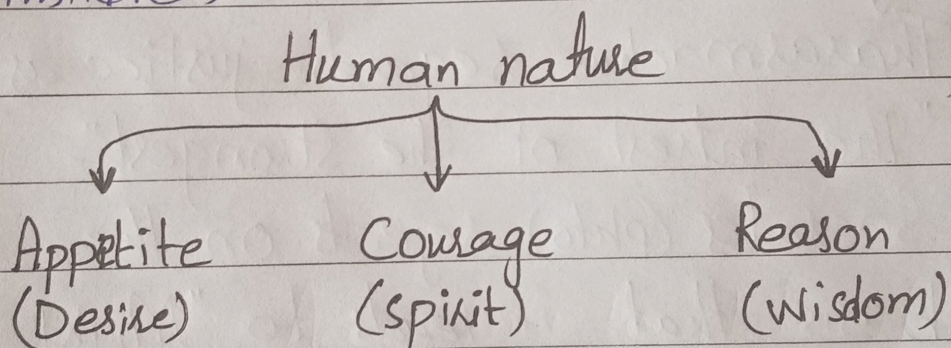 Human nature
Appetite Courage Reason
(Desire) (spirit) (Wisdom)